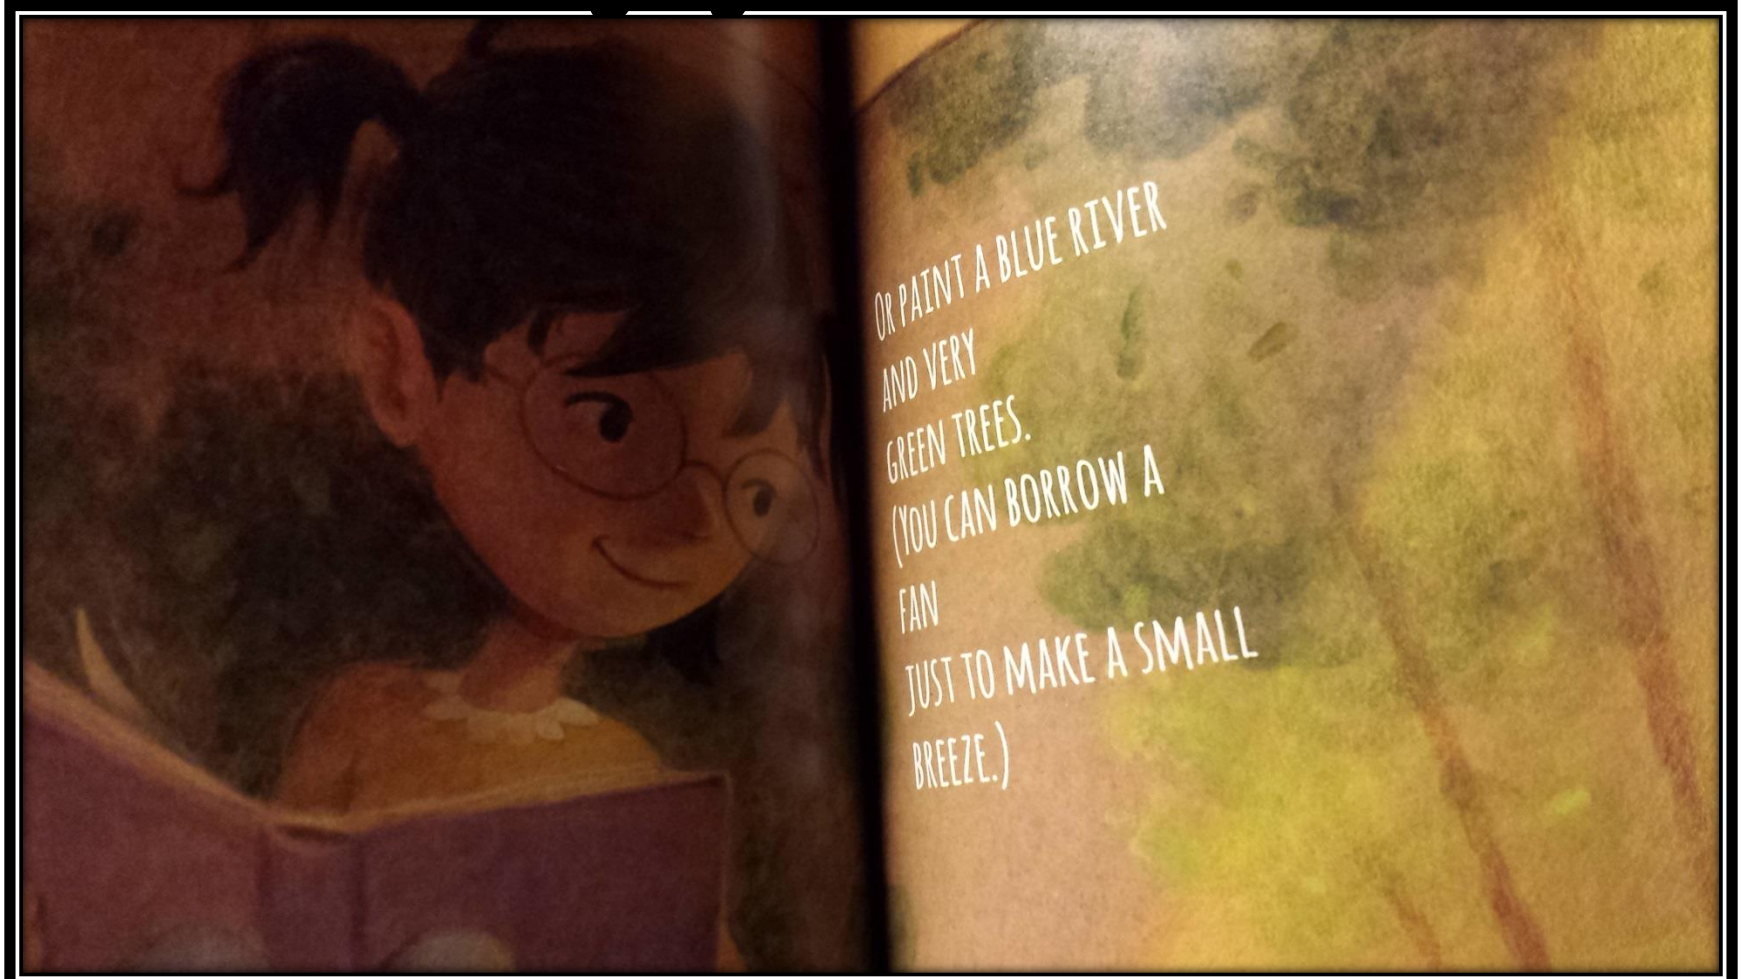 OR PAINT A BLUE RIVER
AND VERY
GREEN TREES.
(YOU CAN BORROW A
FAN
JUST TO MAKE A SMALL
BREEZE.)